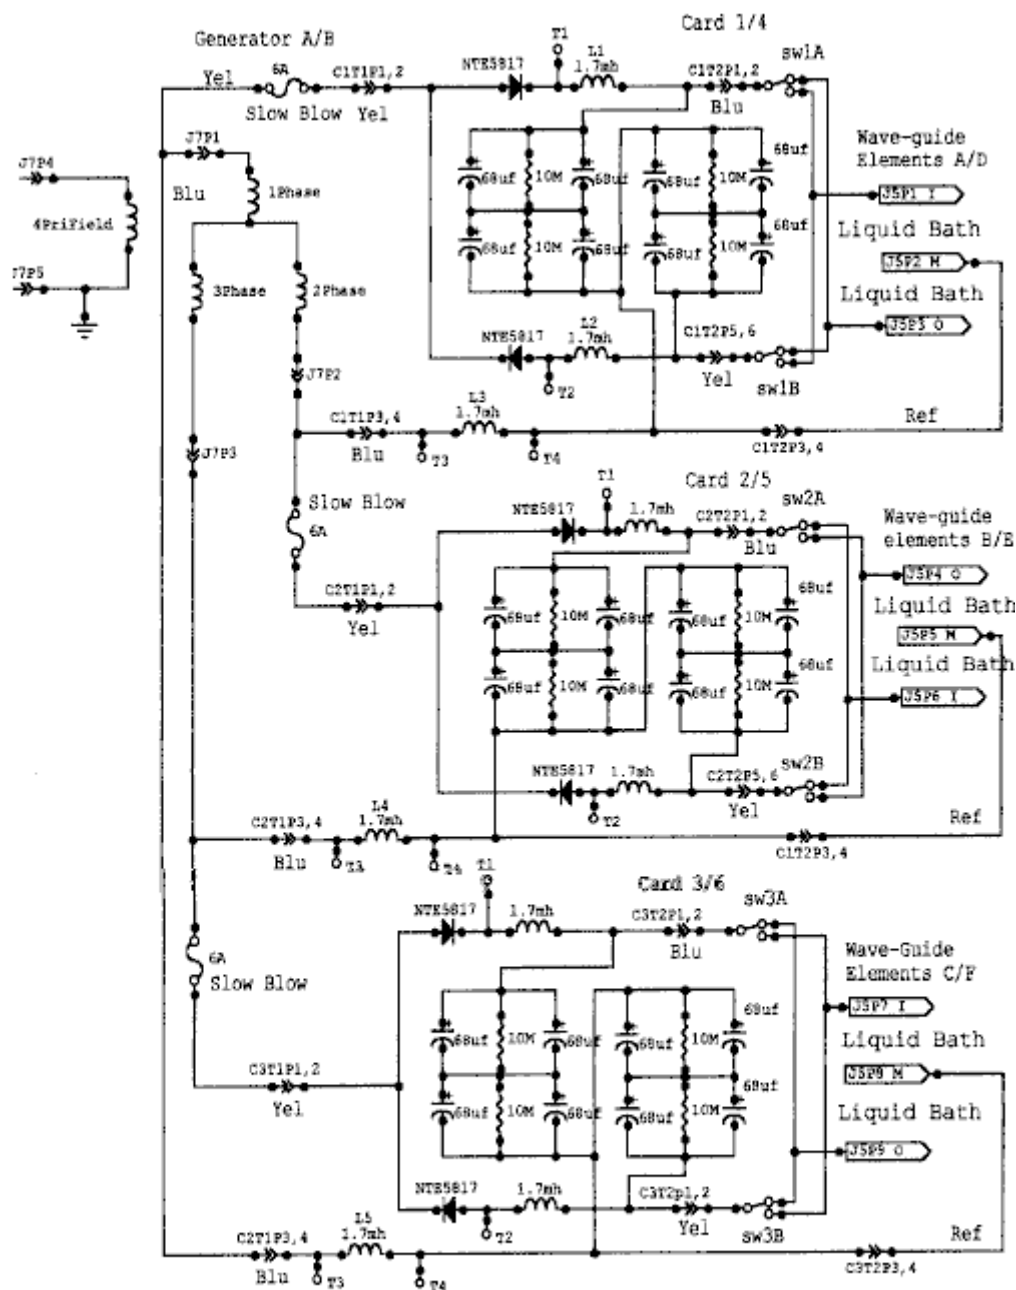 Generator A/B
Card 1/4
Yel
6A
Slow Blow
C1T1P1,2
Yel
NTE5817
T1
L1
1.7mh
C1T2P1,2
Blu
sw1A
J7P4
J7P1
Blu
1Phase
4PriField
J7P5
3Phase
2Phase
J7P2
J7P3
68uf
10M
68uf
68uf
10M
68uf
68uf
10M
68uf
68uf
10M
68uf
Wave-guide
Elements A/D
J5P1 I
Liquid Bath
J5P2 M
Liquid Bath
J5P3 O
NTE5817
L2
1.7mh
T2
C1T2P5,6
Yel
sw1B
C1T1P3,4
Blu
L3
1.7mh
T3
T4
C1T2P3,4
Ref
Card 2/5
Slow Blow
6A
C2T1P1,2
Yel
NTE5817
T1
1.7mh
C2T2P1,2
Blu
sw2A
68uf
10M
68uf
68uf
10M
68uf
68uf
10M
68uf
68uf
10M
68uf
Wave-guide
elements B/E
J5P4 O
Liquid Bath
J5P5 M
Liquid Bath
J5P6 I
NTE5817
1.7mh
T2
C2T2P5,6
Yel
sw2B
C2T1P3,4
Blu
L4
1.7mh
T3
T4
C1T2P3,4
Ref
Card 3/6
6A
Slow Blow
C3T1P1,2
Yel
NTE5817
T1
1.7mh
C3T2P1,2
Blu
sw3A
68uf
10M
68uf
68uf
10M
68uf
68uf
10M
68uf
68uf
10M
68uf
Wave-Guide
Elements C/F
J5P7 I
Liquid Bath
J5P8 M
Liquid Bath
J5P9 O
NTE5817
1.7mh
T2
C3T2p1,2
Yel
sw3B
C2T1P3,4
Blu
L5
1.7mh
T3
T4
C3T2P3,4
Ref